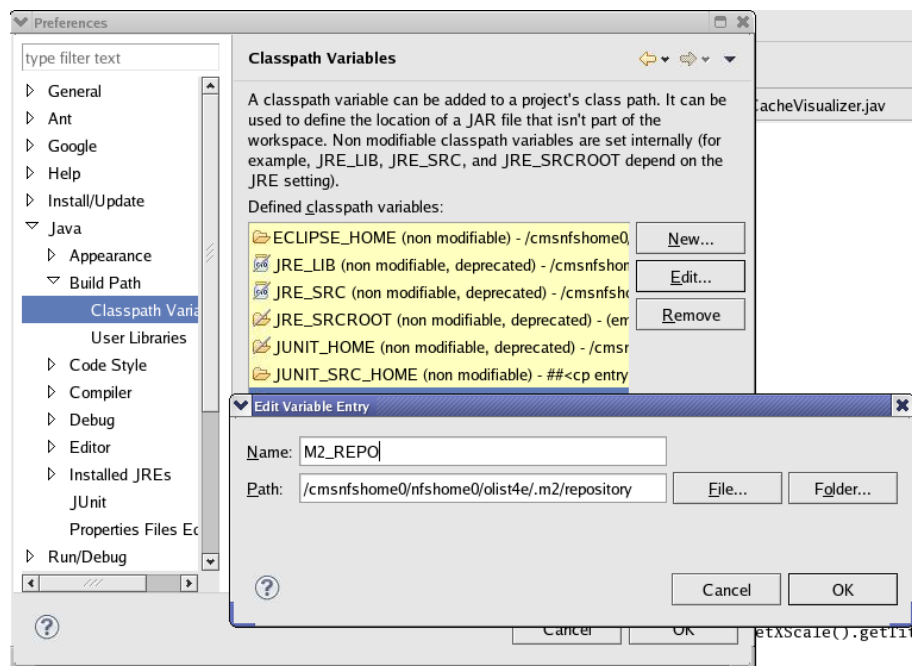 Preferences
type filter text
General
Ant
Google
Help
Install/Update
Java
Appearance
Build Path
Classpath Varia
User Libraries
Code Style
Compiler
Debug
Editor
Installed JREs
JUnit
Properties Files Ec
Run/Debug
Classpath Variables
A classpath variable can be added to a project's class path. It can be
used to define the location of a JAR file that isn't part of the
workspace. Non modifiable classpath variables are set internally (for
example, JRE_LIB, JRE_SRC, and JRE_SRCROOT depend on the
JRE setting).
Defined classpath variables:
ECLIPSE_HOME (non modifiable) - /cmsnfshome0/
JRE_LIB (non modifiable, deprecated) - /cmsnfshor
JRE_SRC (non modifiable, deprecated) - /cmsnfsh
JRE_SRCROOT (non modifiable, deprecated) - (em
JUNIT_HOME (non modifiable, deprecated) - /cmsr
JUNIT_SRC_HOME (non modifiable) - ##<cp entry
New...
Edit...
Remove
CacheVisualizer.jav
Edit Variable Entry
Name: M2_REPO
Path: /cmsnfshome0/nfshome0/olist4e/.m2/repository
File...
Folder...
Cancel
OK
Cancel
OK
etXScale().getTit